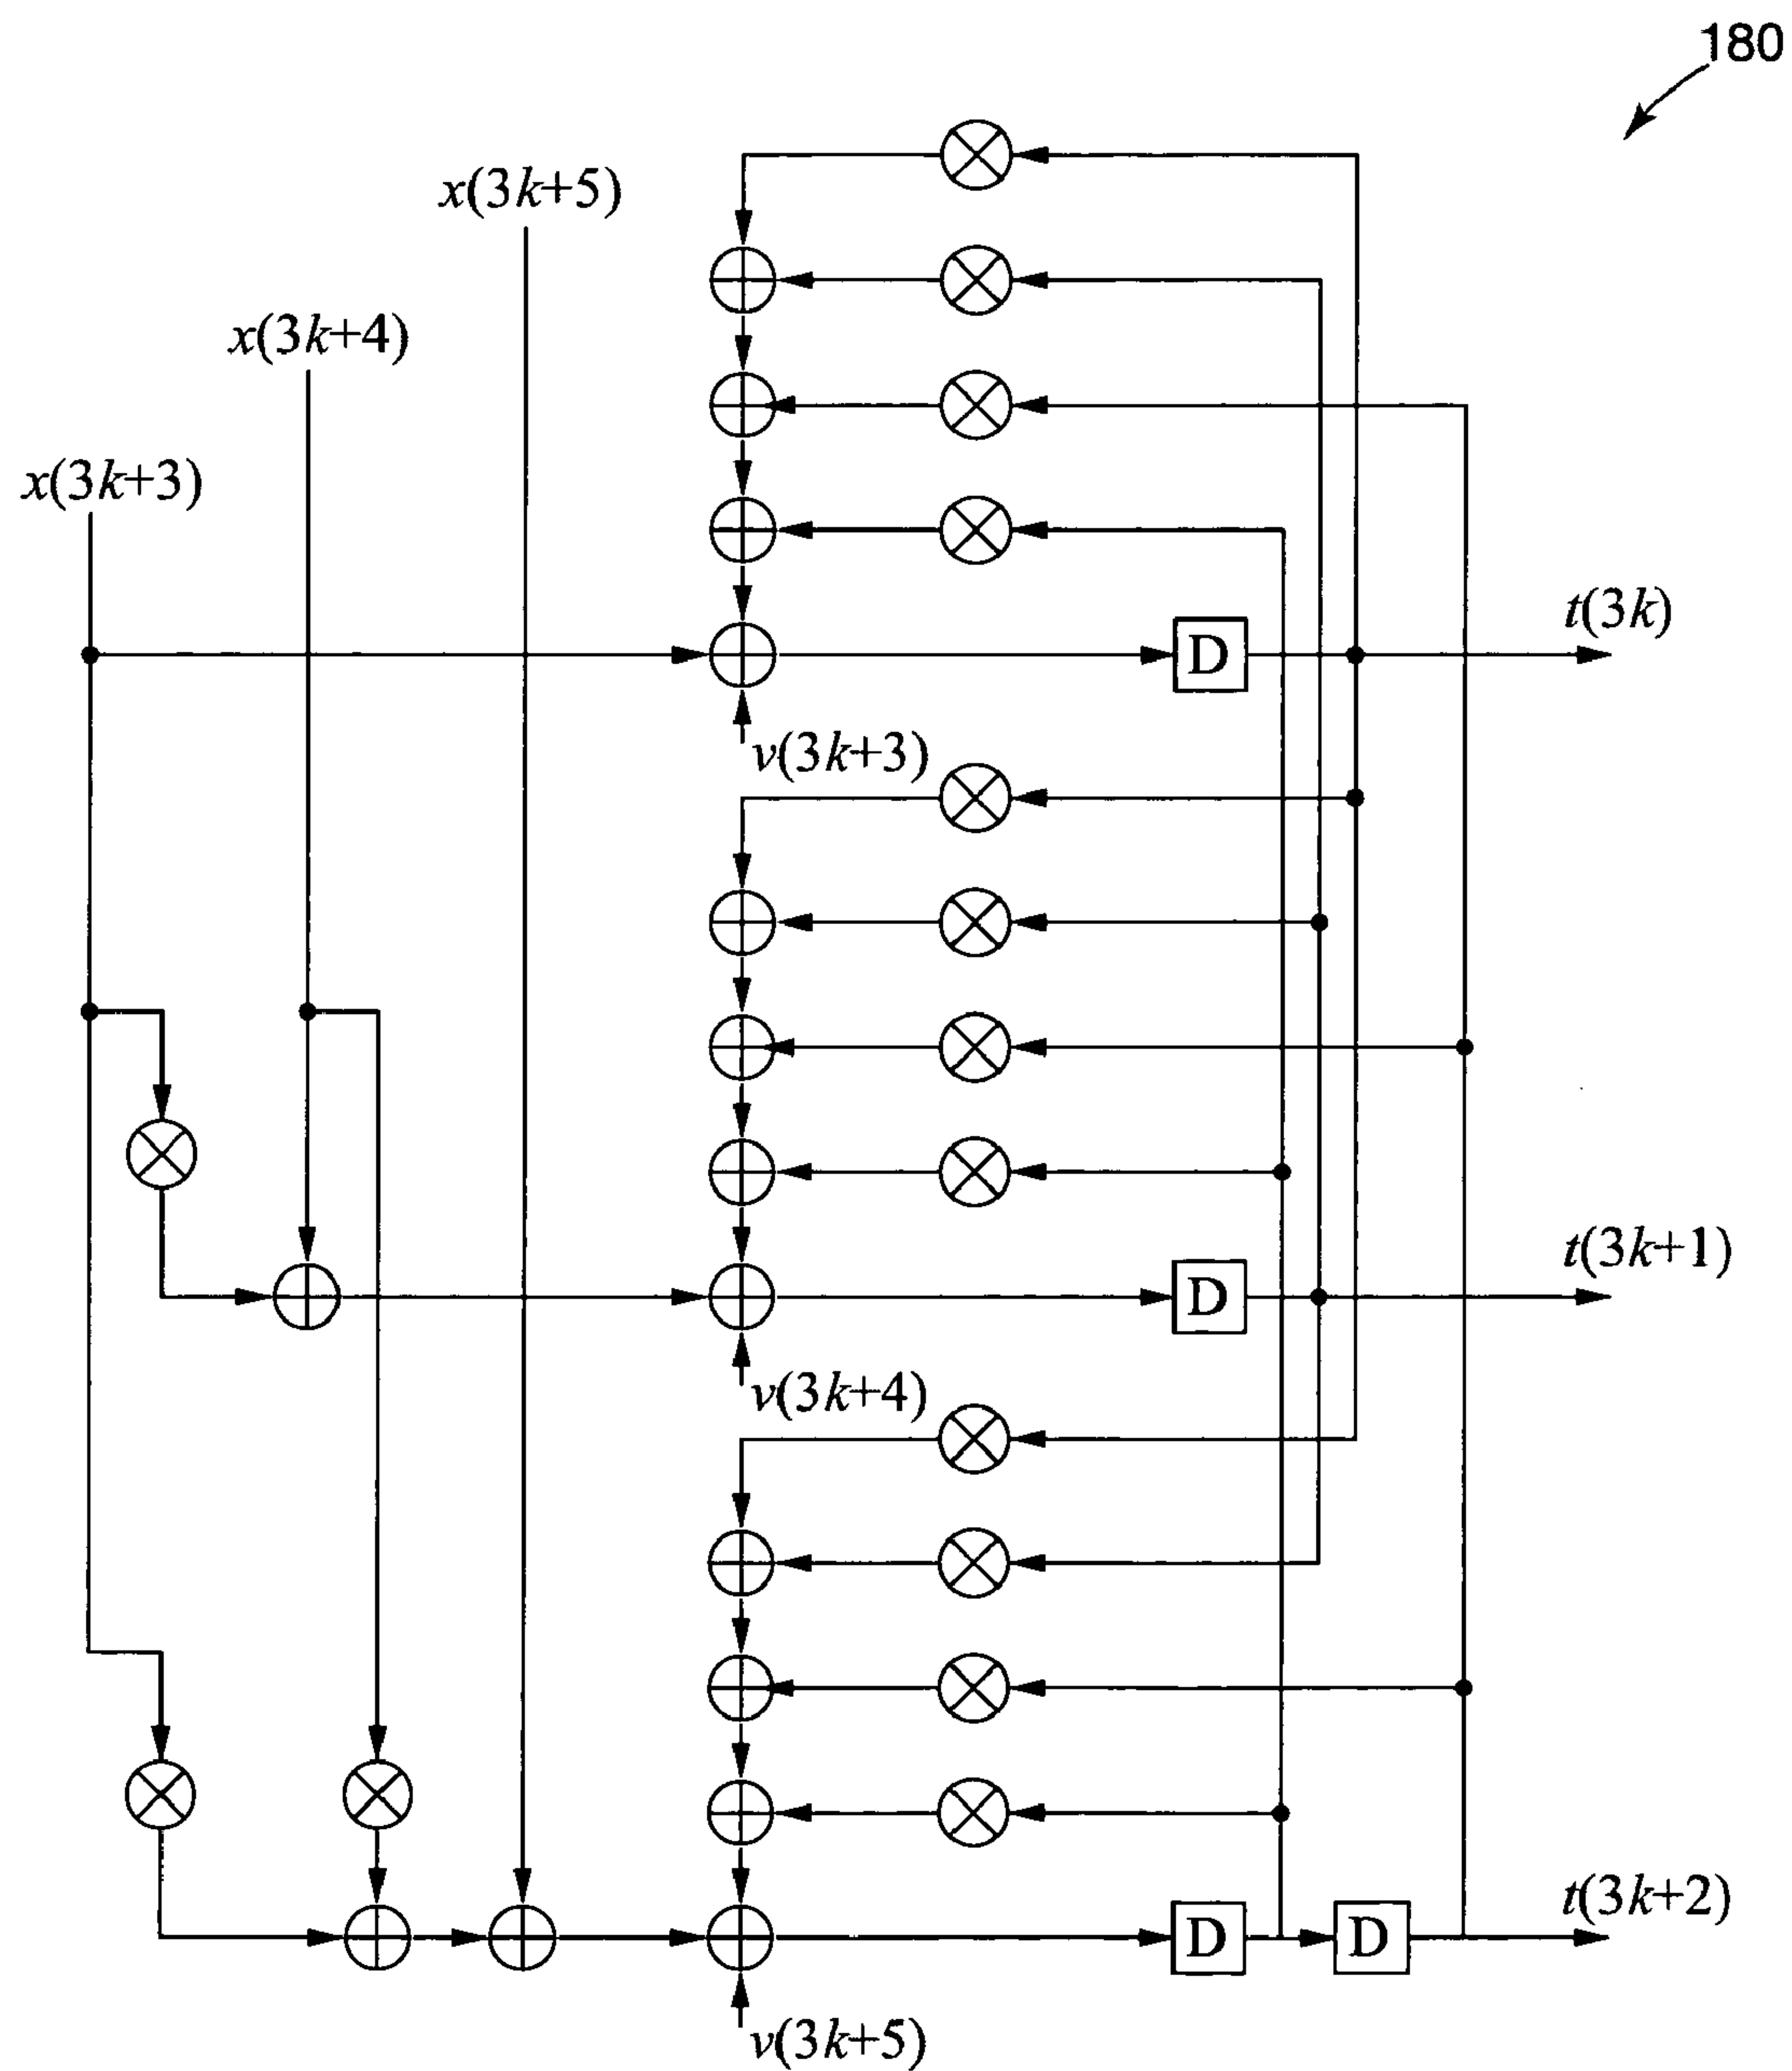 180
x(3k+5)
x(3k+4)
x(3k+3)
D
t(3k)
v(3k+3)
D
t(3k+1)
v(3k+4)
D
D
t(3k+2)
v(3k+5)